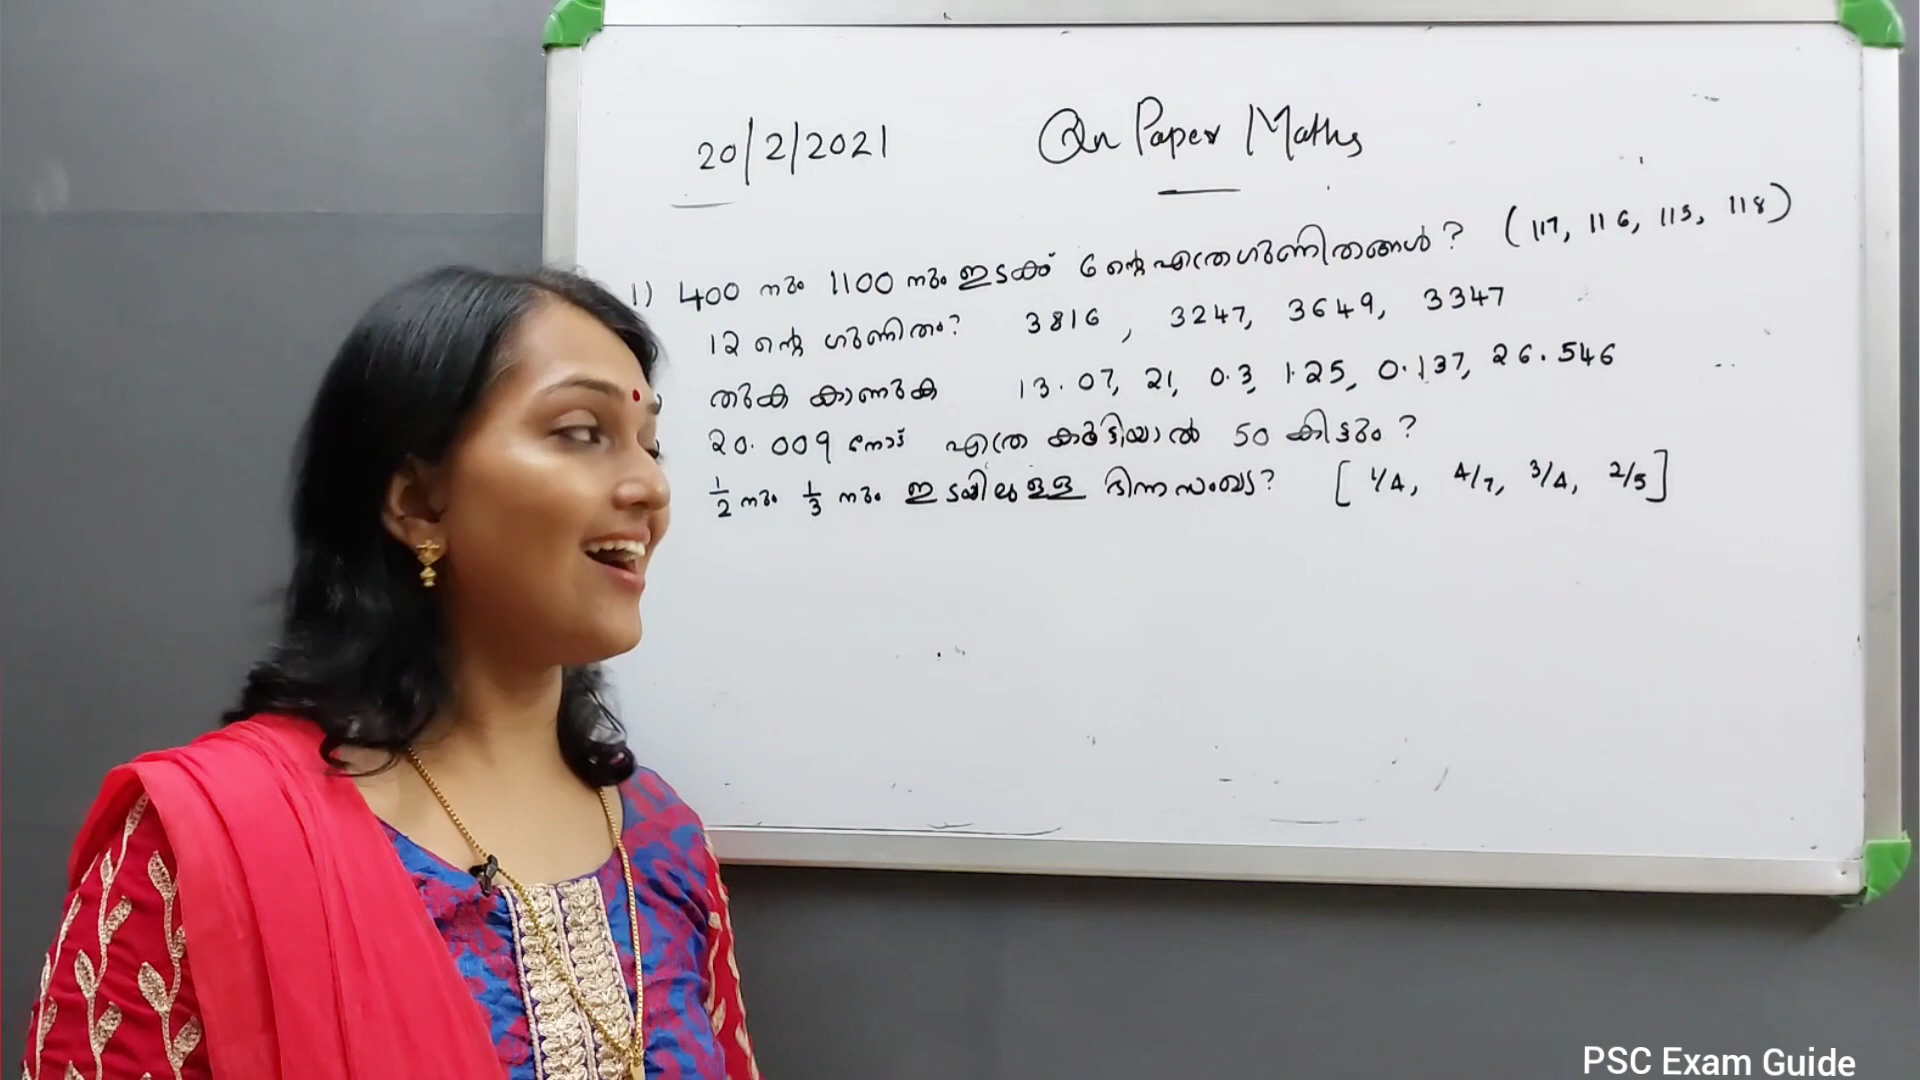 20/2/2021 Qn Paper Maths
1) 400 നും 1100 നും ഇടക്ക് 6 ന്റെ എത്ര ഗുണിതങ്ങൾ? (117, 116, 115, 118)
12 ന്റെ ഗുണിതം? 3816, 3247, 3649, 3347
തുക കാണുക 13.07, 21, 0.3, 1.25, 0.137, 26.546
20.009 നോട് എത്ര കൂട്ടിയാൽ 50 കിട്ടും?
1/2 നും 1/3 നും ഇടയിലുള്ള ഭിന്നസംഖ്യ? [1/4, 4/7, 3/4, 2/5]
PSC Exam Guide